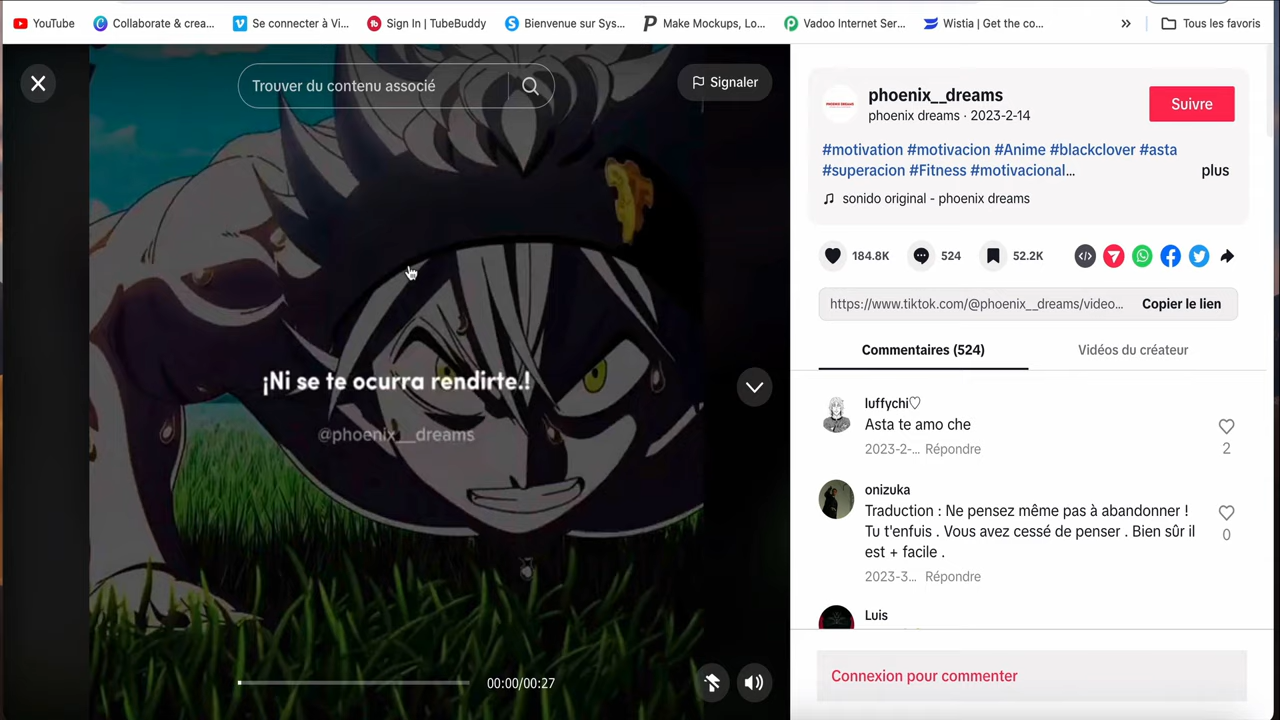 YouTube
Collaborate & crea...
Se connecter à Vi...
Sign In | TubeBuddy
Bienvenue sur Sys...
Make Mockups, Lo...
Vadoo Internet Ser...
Wistia | Get the co...
»
Tous les favoris
Trouver du contenu associé
Signaler
¡Ni se te ocurra rendirte.!
@phoenix__dreams
00:00/00:27
phoenix__dreams
phoenix dreams · 2023-2-14
Suivre
#motivation #motivacion #Anime #blackclover #asta
#superacion #Fitness #motivacional...
plus
sonido original - phoenix dreams
184.8K
524
52.2K
https://www.tiktok.com/@phoenix__dreams/video...
Copier le lien
Commentaires (524)
Vidéos du créateur
luffychi♡
Asta te amo che
2023-2-... Répondre
2
onizuka
Traduction : Ne pensez même pas à abandonner !
Tu t'enfuis . Vous avez cessé de penser . Bien sûr il
est + facile .
2023-3... Répondre
0
Luis
Connexion pour commenter